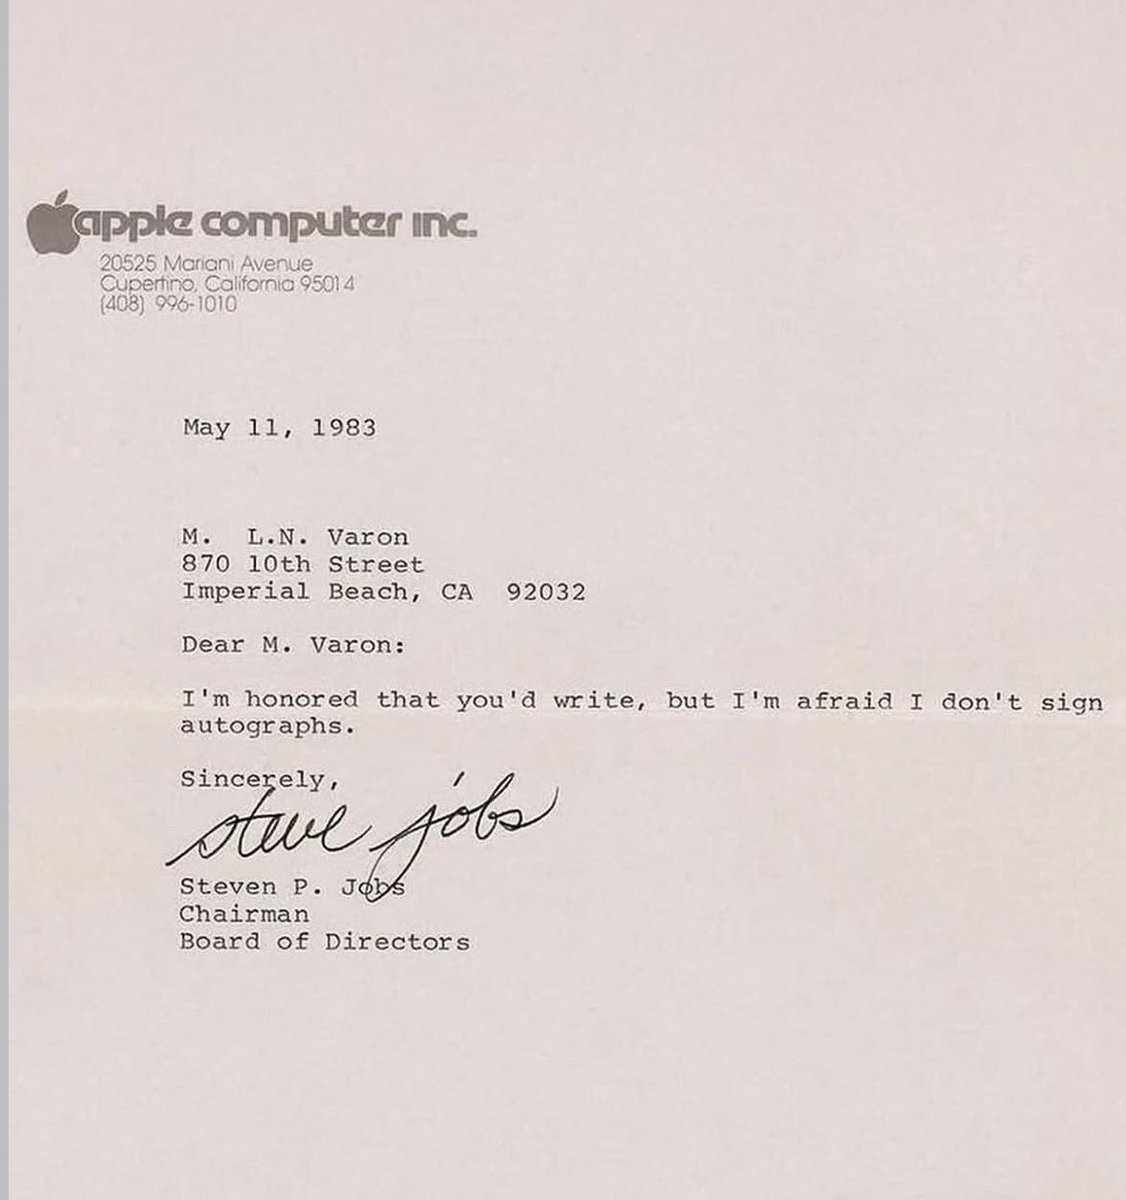 apple computer inc.
20525 Mariani Avenue
Cupertino, California 95014
(408) 996-1010
May 11, 1983
M.  L.N. Varon
870 10th Street
Imperial Beach, CA  92032
Dear M. Varon:
I'm honored that you'd write, but I'm afraid I don't sign
autographs.
Sincerely,
steve jobs
Steven P. Jobs
Chairman
Board of Directors